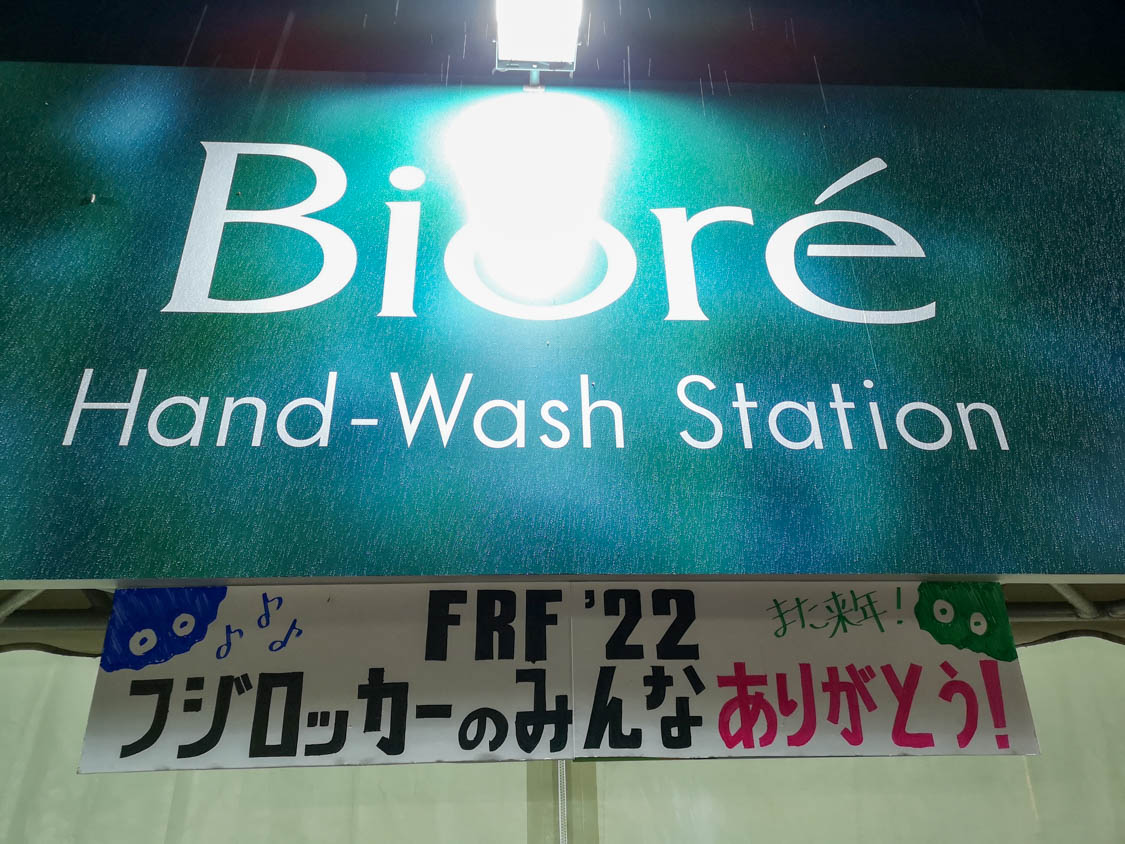 Bioré
Hand-Wash Station
FRF '22
また来年!
フジロッカーのみんなありがとう!